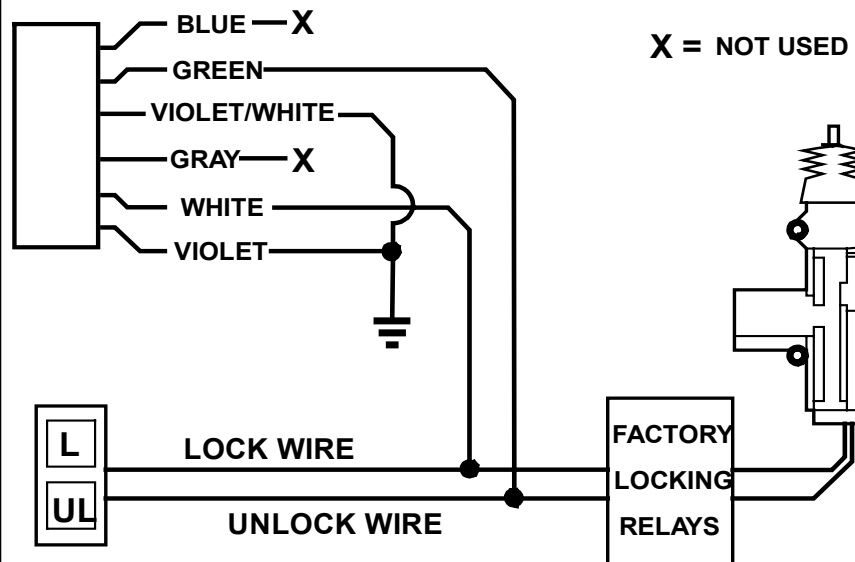 BLUE X
X = NOT USED
GREEN
VIOLET/WHITE
GRAY X
WHITE
VIOLET
L
LOCK WIRE
UL
UNLOCK WIRE
FACTORY
LOCKING
RELAYS